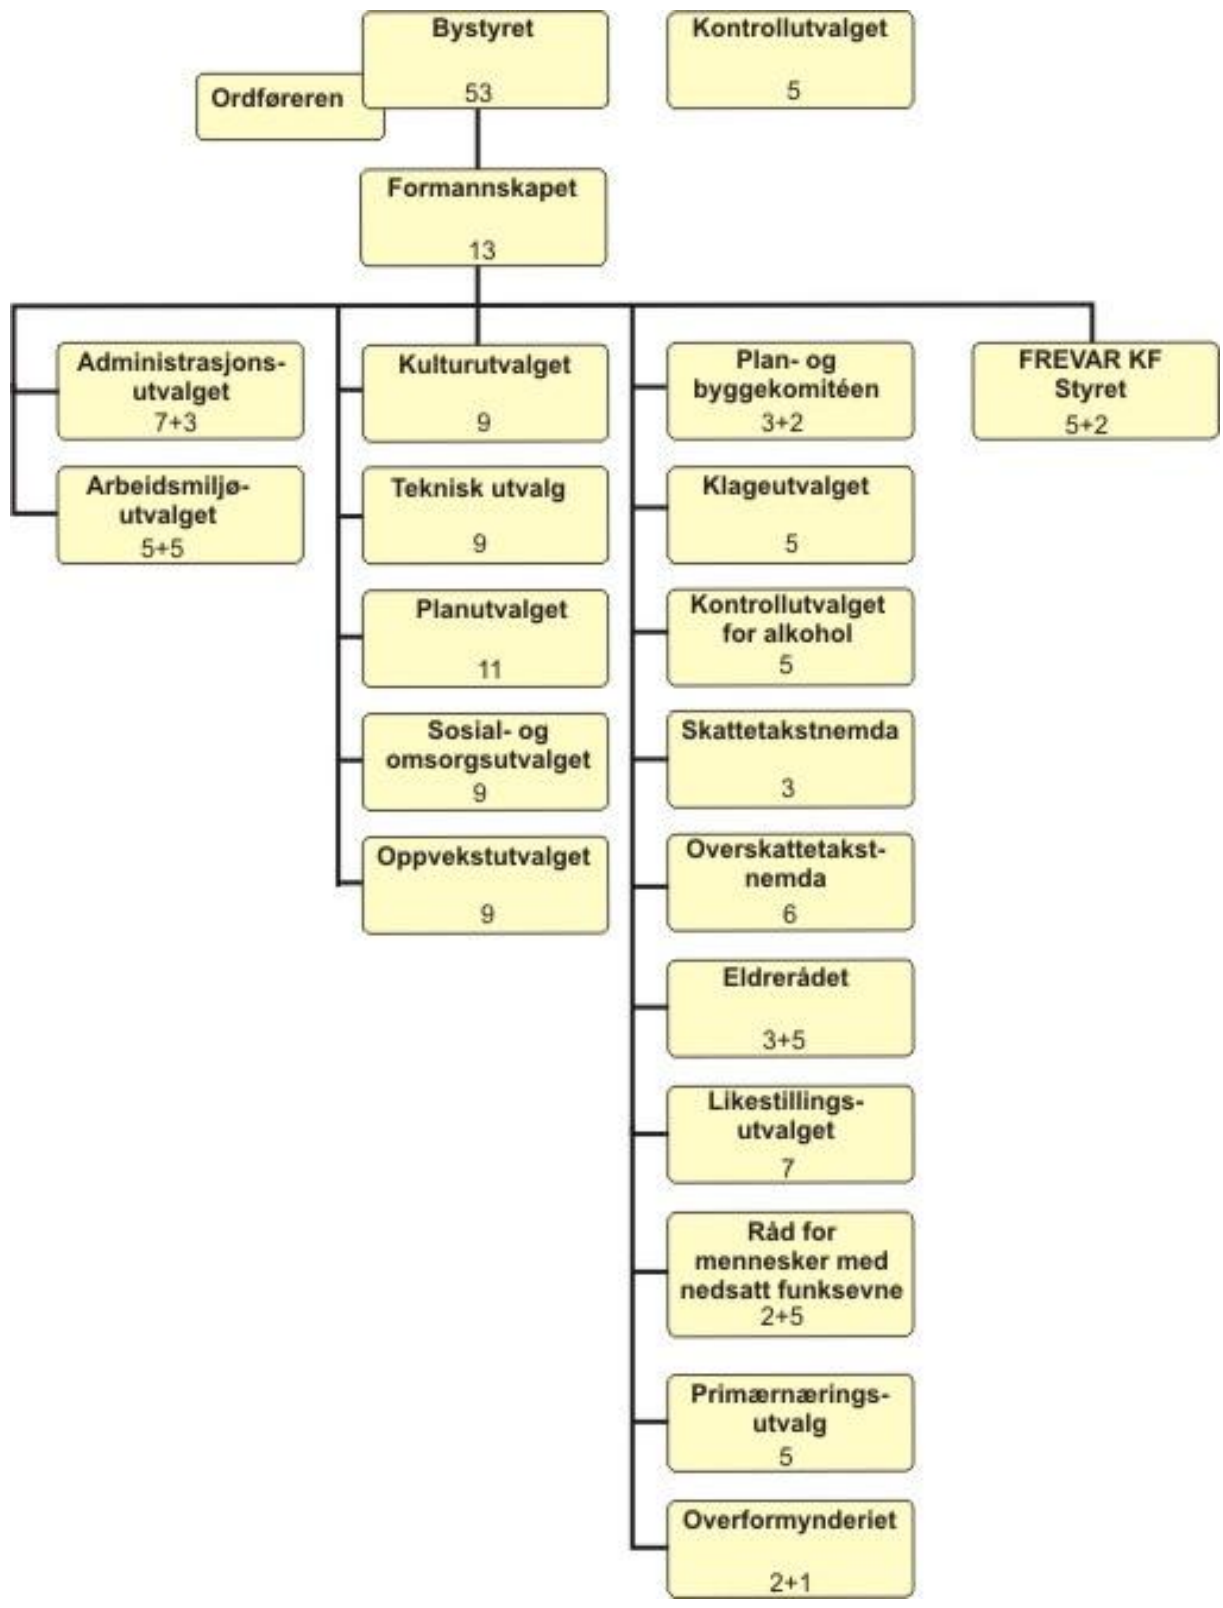 Bystyret
53
Kontrollutvalget
5
Ordføreren
Formannskapet
13
Administrasjons-
utvalget
7+3
Arbeidsmiljø-
utvalget
5+5
Kulturutvalget
9
Teknisk utvalg
9
Planutvalget
11
Sosial- og
omsorgsutvalget
9
Oppvekstutvalget
9
Plan- og
byggekomitéen
3+2
Klageutvalget
5
Kontrollutvalget
for alkohol
5
Skattetakstnemda
3
Overskattetakst-
nemda
6
Eldrerådet
3+5
Likestillings-
utvalget
7
Råd for
mennesker med
nedsatt funksevne
2+5
Primærnærings-
utvalg
5
Overformynderiet
2+1
FREVAR KF
Styret
5+2